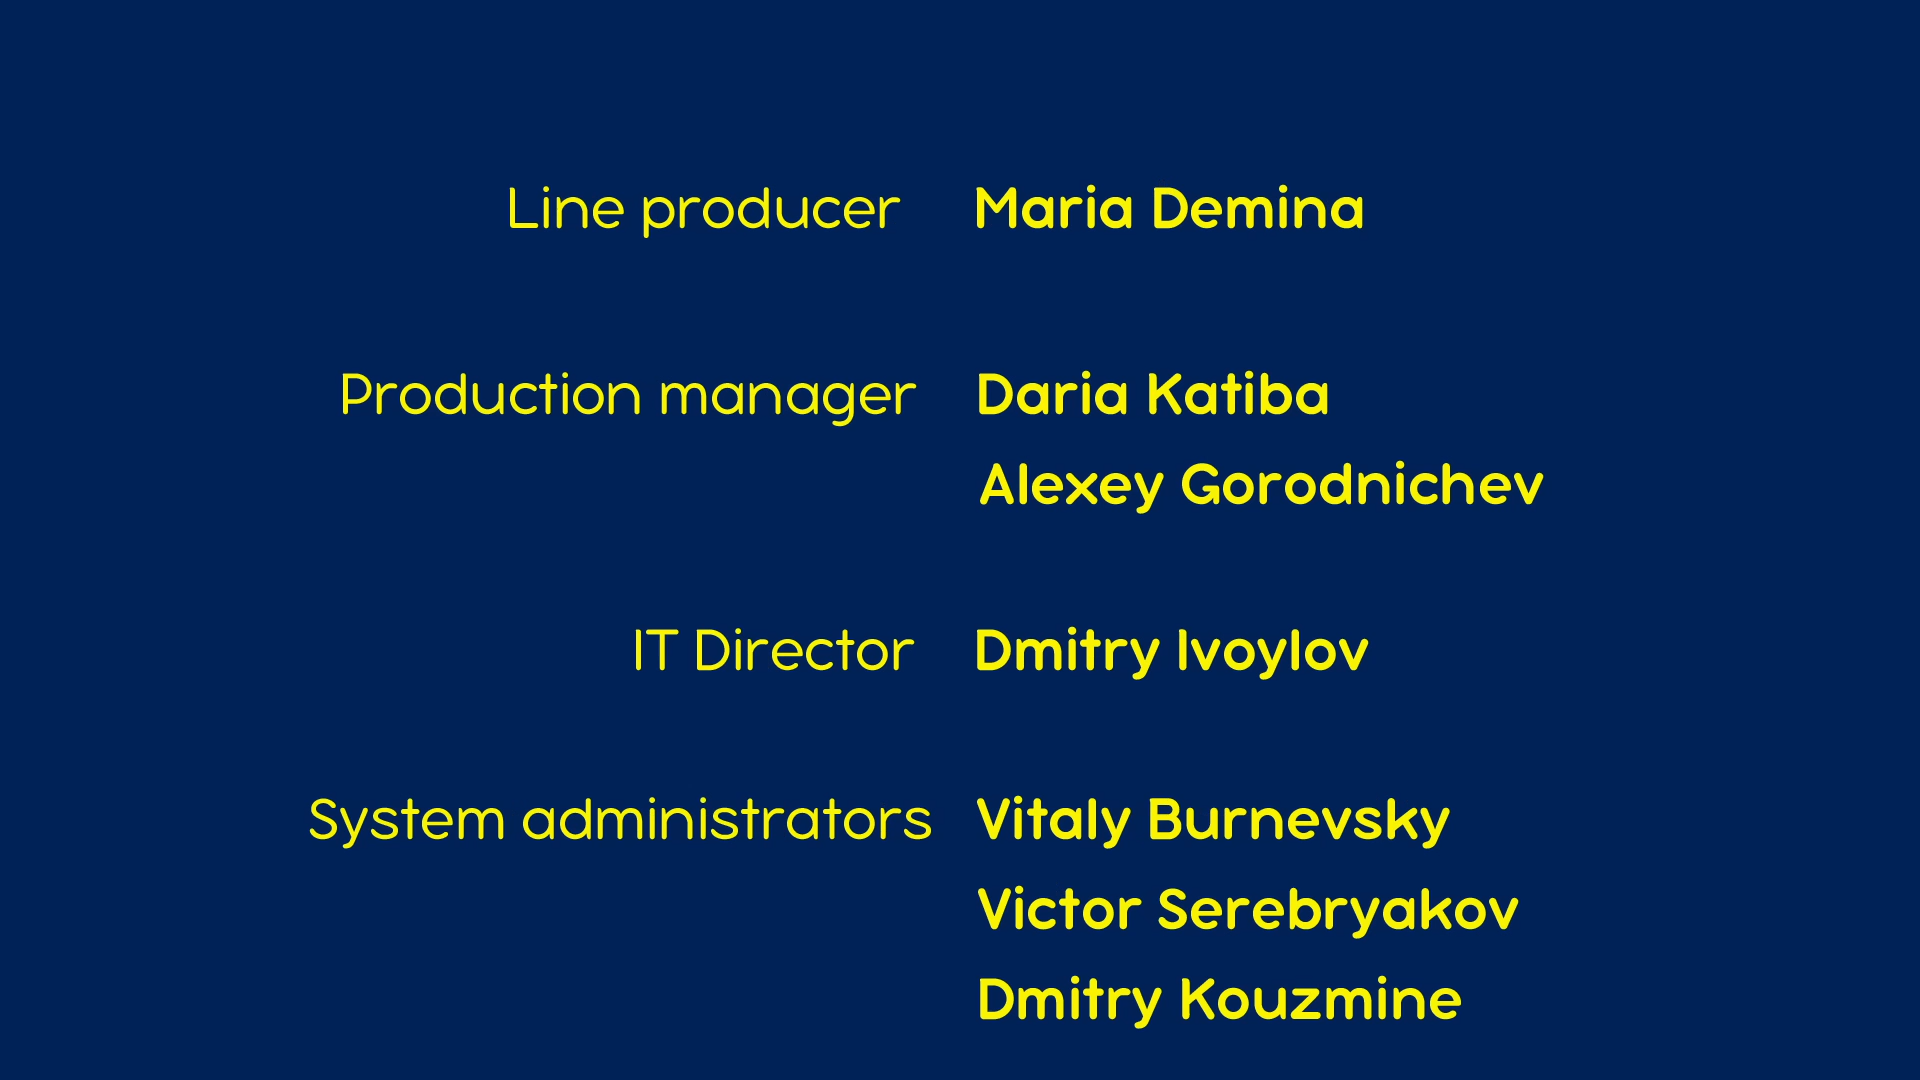 Line producer Maria Demina
Production manager Daria Katiba
Alexey Gorodnichev
IT Director Dmitry Ivoylov
System administrators Vitaly Burnevsky
Victor Serebryakov
Dmitry Kouzmine